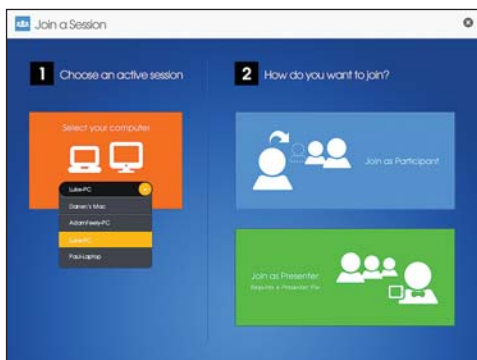 Join a Session
1 Choose an active session
Select your computer
Luke-PC
Darren's Mac
AdamFeely-PC
Luke-PC
Paul-Laptop
2 How do you want to join?
Join as Participant
Join as Presenter
Requires a Presenter Pin